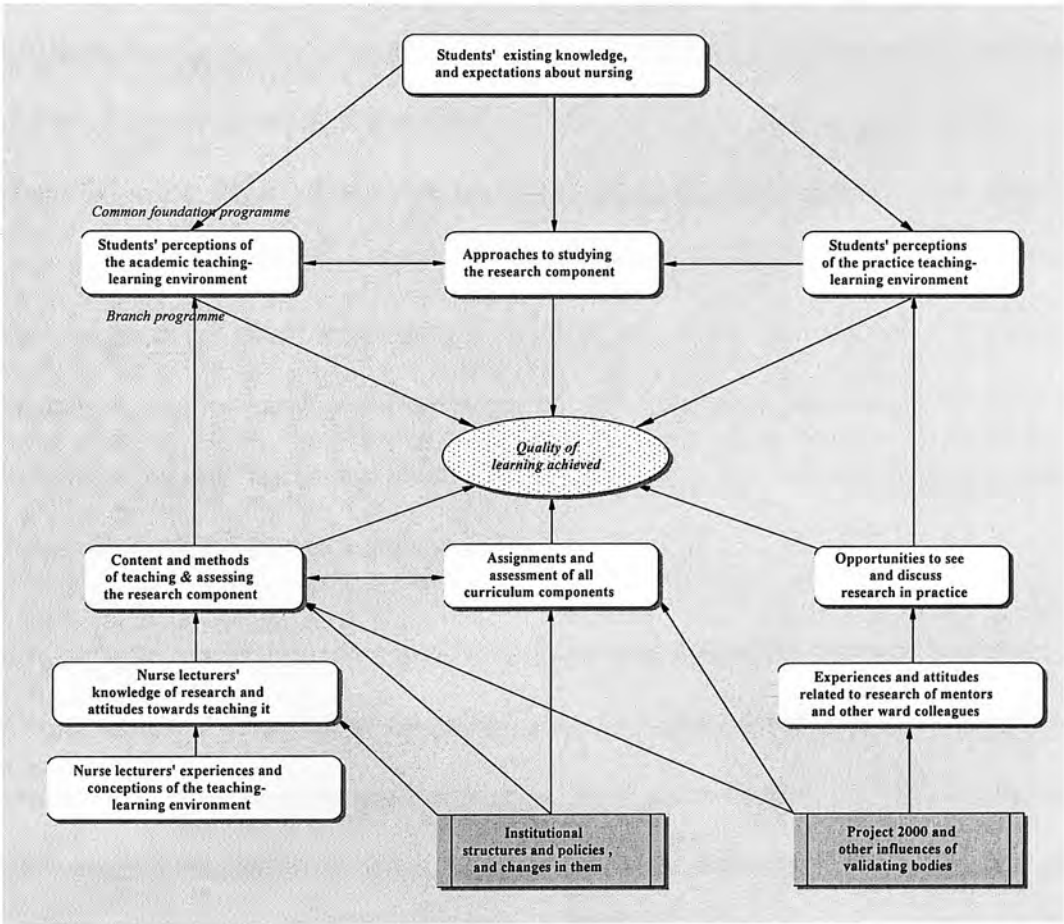 Students' existing knowledge,
and expectations about nursing
Common foundation programme
Students' perceptions of
the academic teaching-
learning environment
Approaches to studying
the research component
Students' perceptions
of the practice teaching-
learning environment
Branch programme
Quality of
learning achieved
Content and methods
of teaching & assessing
the research component
Assignments and
assessment of all
curriculum components
Opportunities to see
and discuss
research in practice
Nurse lecturers'
knowledge of research and
attitudes towards teaching it
Experiences and attitudes
related to research of mentors
and other ward colleagues
Nurse lecturers' experiences and
conceptions of the teaching-
learning environment
Institutional
structures and policies ,
and changes in them
Project 2000 and
other influences of
validating bodies